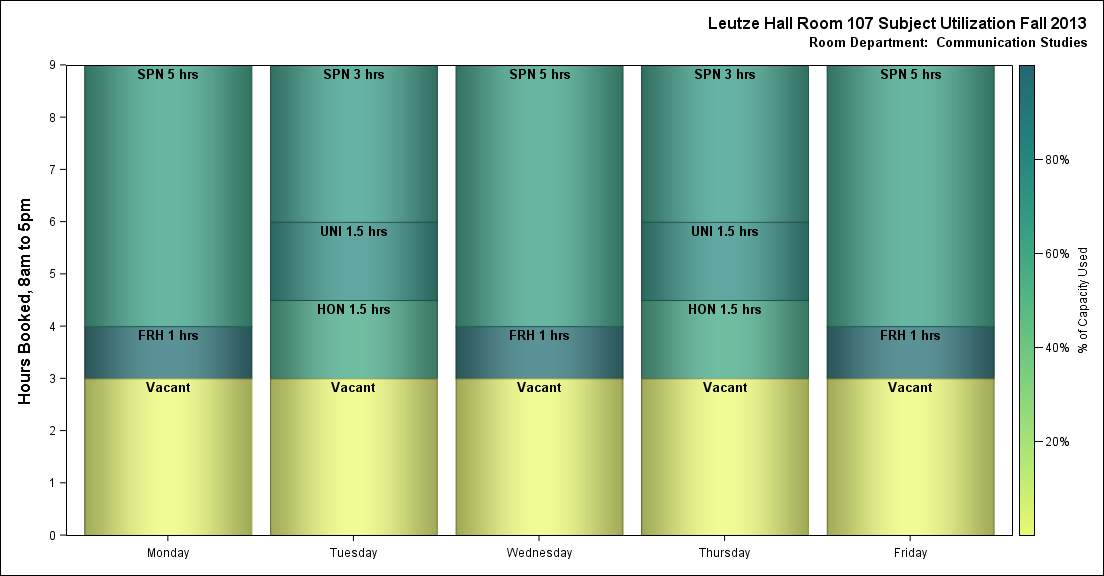 Leutze Hall Room 107 Subject Utilization Fall 2013
Room Department:  Communication Studies
Hours Booked, 8am to 5pm
9
8
7
6
5
4
3
2
1
0
SPN 5 hrs
FRH 1 hrs
Vacant
Monday
SPN 3 hrs
UNI 1.5 hrs
HON 1.5 hrs
Vacant
Tuesday
SPN 5 hrs
FRH 1 hrs
Vacant
Wednesday
SPN 3 hrs
UNI 1.5 hrs
HON 1.5 hrs
Vacant
Thursday
SPN 5 hrs
FRH 1 hrs
Vacant
Friday
80%
60%
40%
20%
% of Capacity Used